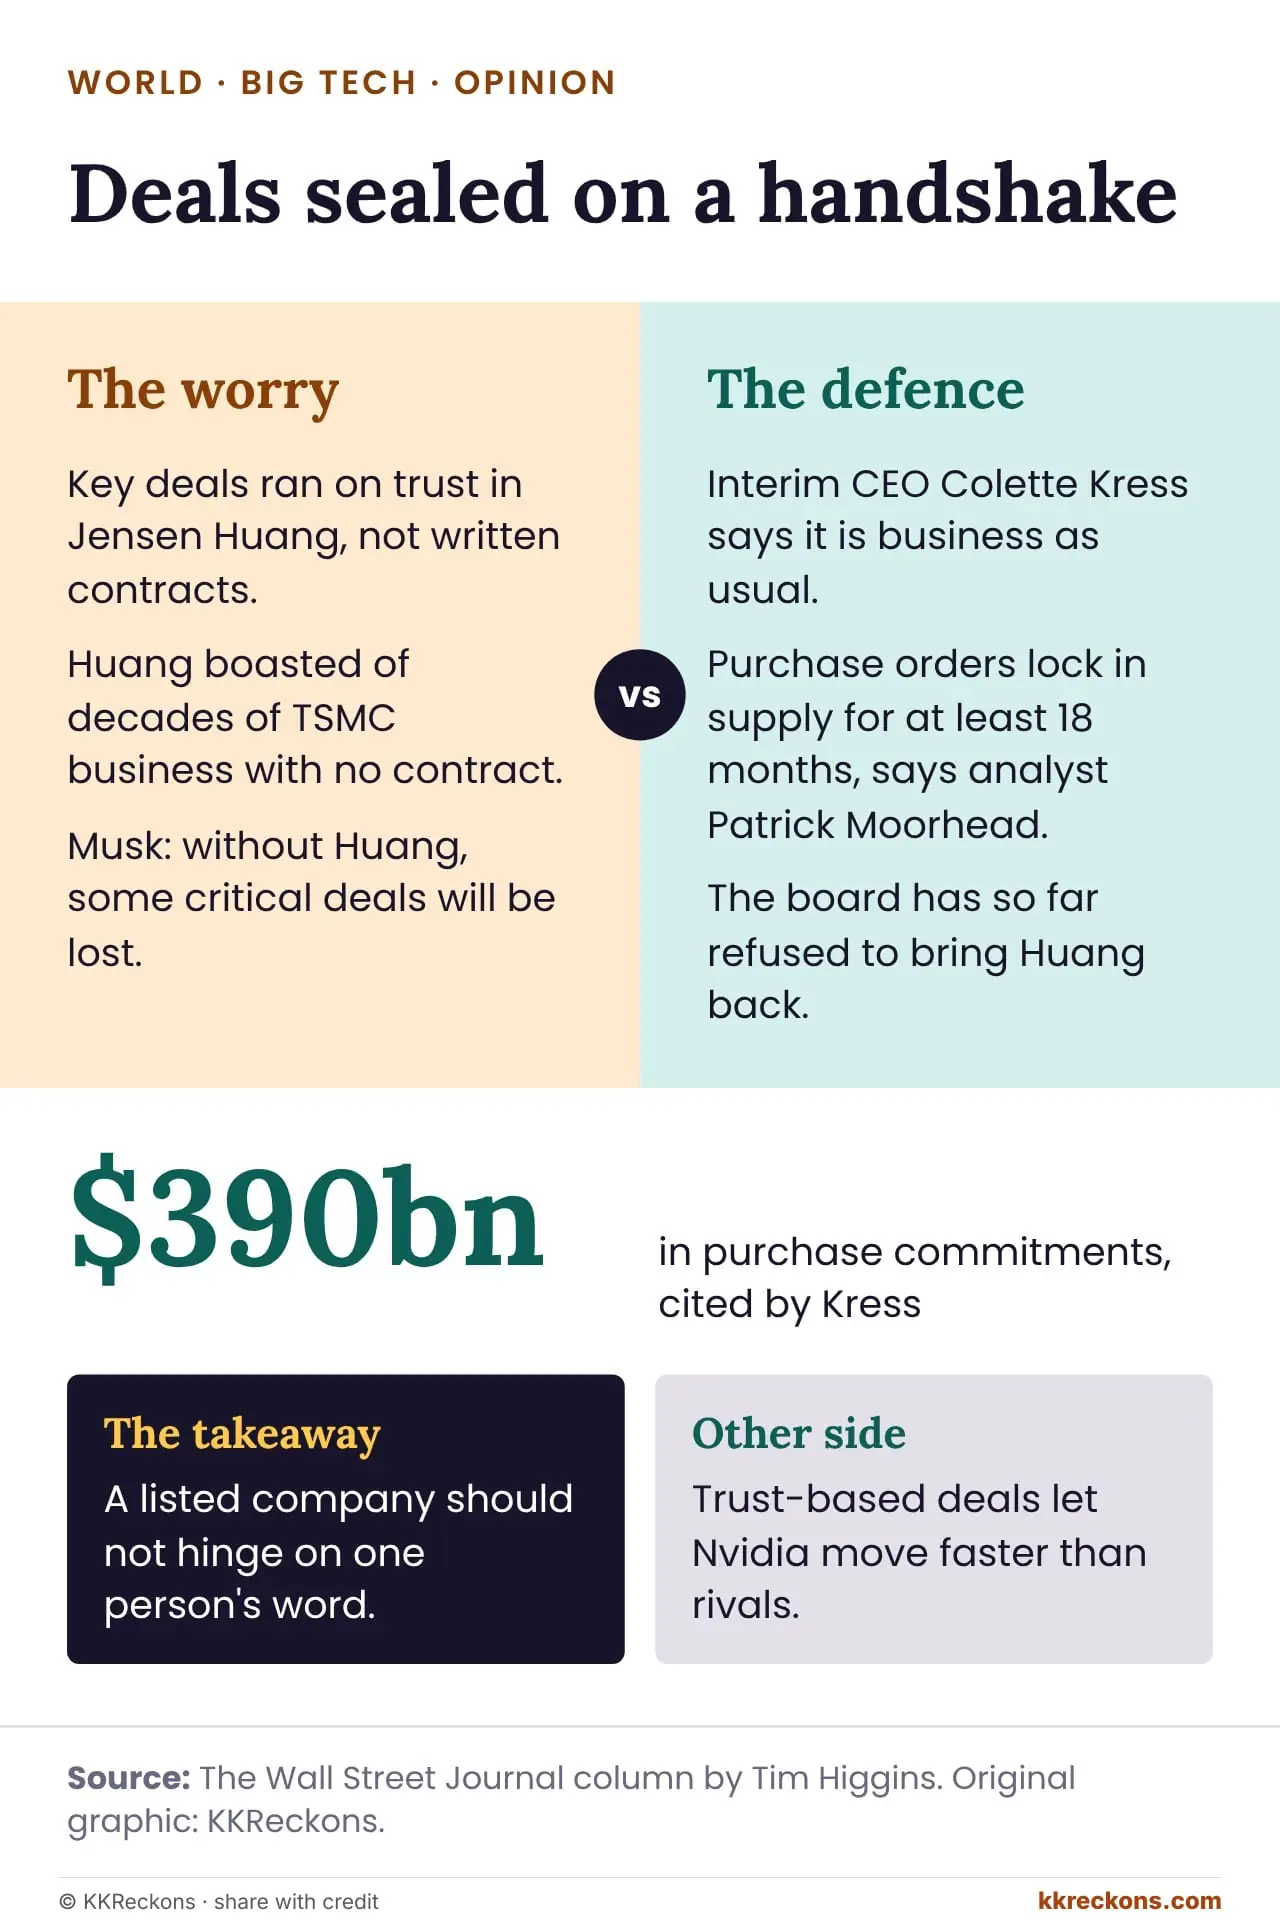 WORLD · BIG TECH · OPINION
Deals sealed on a handshake
The worry
Key deals ran on trust in
Jensen Huang, not written
contracts.
Huang boasted of
decades of TSMC
business with no contract.
Musk: without Huang,
some critical deals will be
lost.
vs
The defence
Interim CEO Colette Kress
says it is business as
usual.
Purchase orders lock in
supply for at least 18
months, says analyst
Patrick Moorhead.
The board has so far
refused to bring Huang
back.
$390bn
in purchase commitments,
cited by Kress
The takeaway
A listed company should
not hinge on one
person's word.
Other side
Trust-based deals let
Nvidia move faster than
rivals.
Source: The Wall Street Journal column by Tim Higgins. Original
graphic: KKReckons.
© KKReckons · share with credit
kkreckons.com